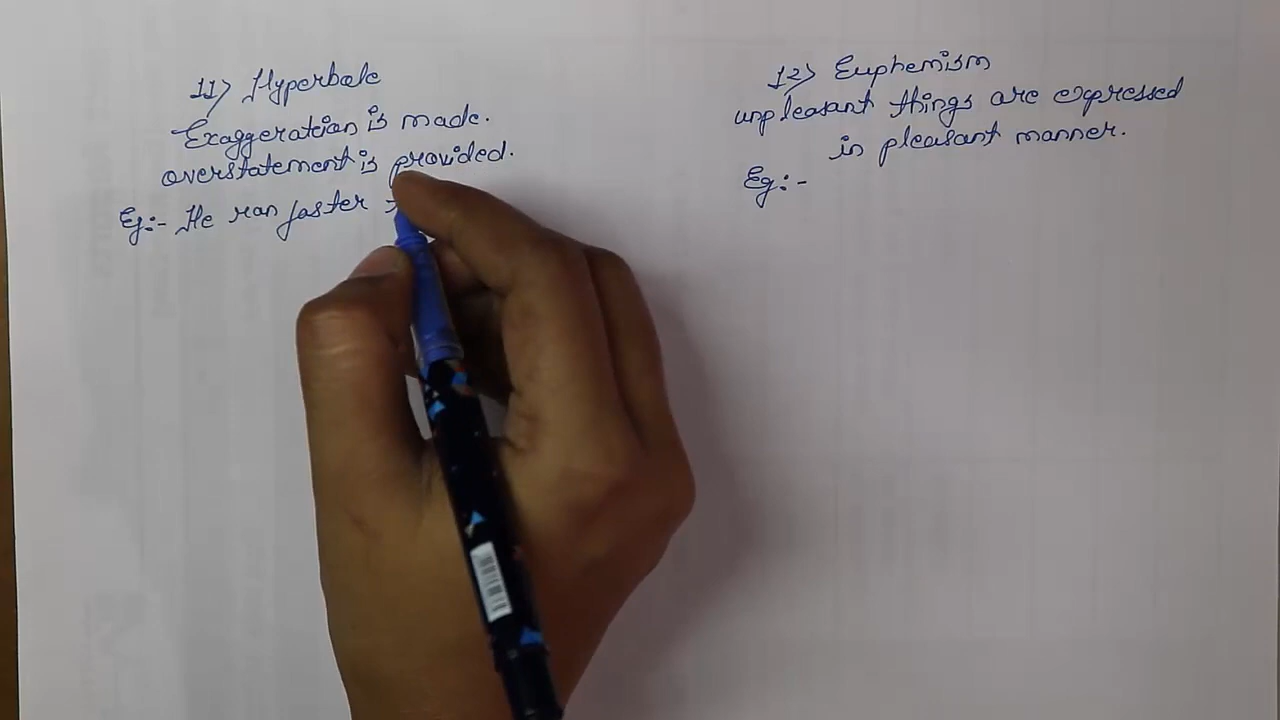 11) Hyperbole
Exaggeration is made.
overstatement is provided.
Eg:- He ran faster
12) Euphemism
unpleasant things are expressed
in pleasant manner.
Eg:-